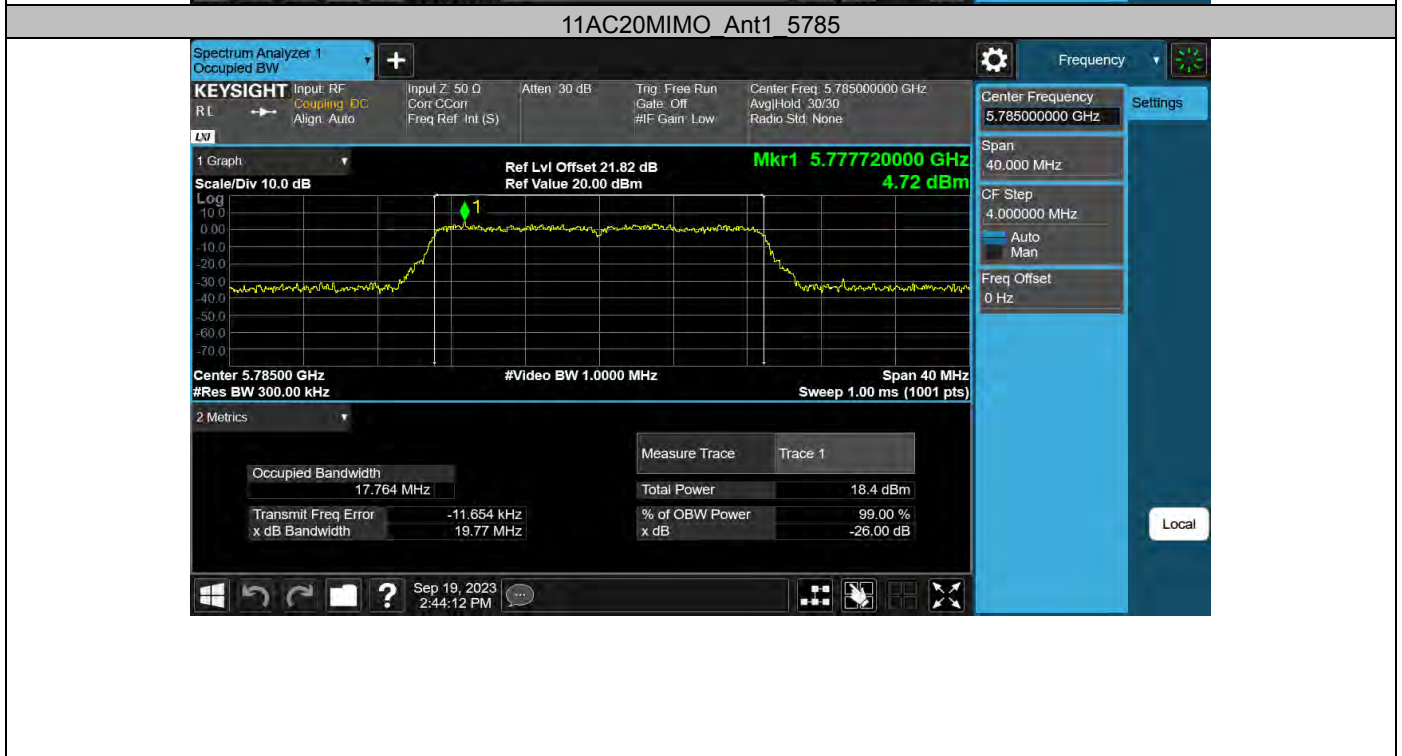 11AC20MIMO_Ant1_5785
Spectrum Analyzer 1
Occupied BW
+
Frequency
KEYSIGHT
R L
LXI
Input: RF
Coupling: DC
Align: Auto
Input Z: 50 Ω
Corr CCorr
Freq Ref: Int (S)
Atten: 30 dB
Trig: Free Run
Gate: Off
#IF Gain: Low
Center Freq: 5.785000000 GHz
Avg|Hold: 30/30
Radio Std: None
Center Frequency
5.785000000 GHz
Settings
Span
40.000 MHz
CF Step
4.000000 MHz
Auto
Man
Freq Offset
0 Hz
Local
1 Graph
Scale/Div 10.0 dB
Ref Lvl Offset 21.82 dB
Ref Value 20.00 dBm
Mkr1 5.777720000 GHz
4.72 dBm
Log
10.0
0.00
-10.0
-20.0
-30.0
-40.0
-50.0
-60.0
-70.0
1
Center 5.78500 GHz
#Res BW 300.00 kHz
#Video BW 1.0000 MHz
Span 40 MHz
Sweep 1.00 ms (1001 pts)
2 Metrics
Measure Trace Trace 1
Occupied Bandwidth
17.764 MHz
Total Power 18.4 dBm
Transmit Freq Error -11.654 kHz
% of OBW Power 99.00 %
x dB Bandwidth 19.77 MHz
x dB -26.00 dB
?
Sep 19, 2023
2:44:12 PM